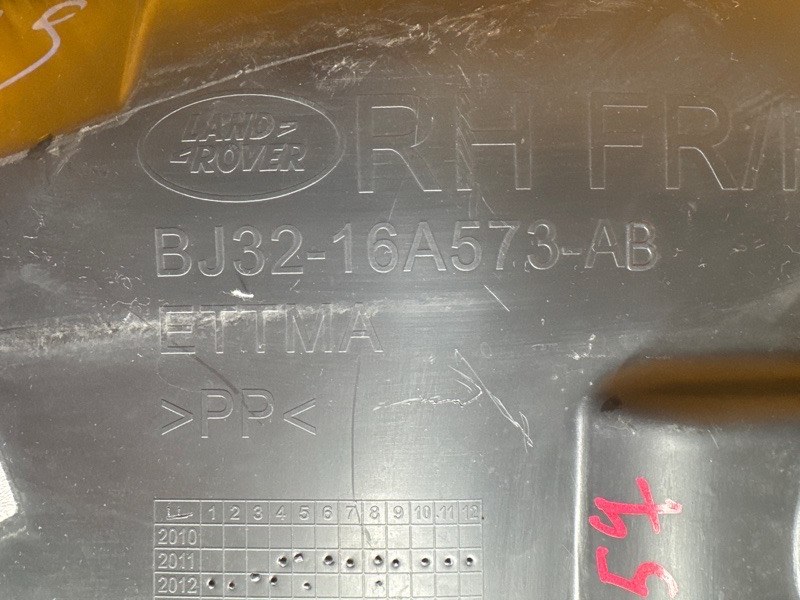 LAND-
ROVER
RH FR/
BJ32-16A573-AB
ETTMA
>PP<
1 2 3 4 5 6 7 8 9 10 11 12
2010
2011
2012
54